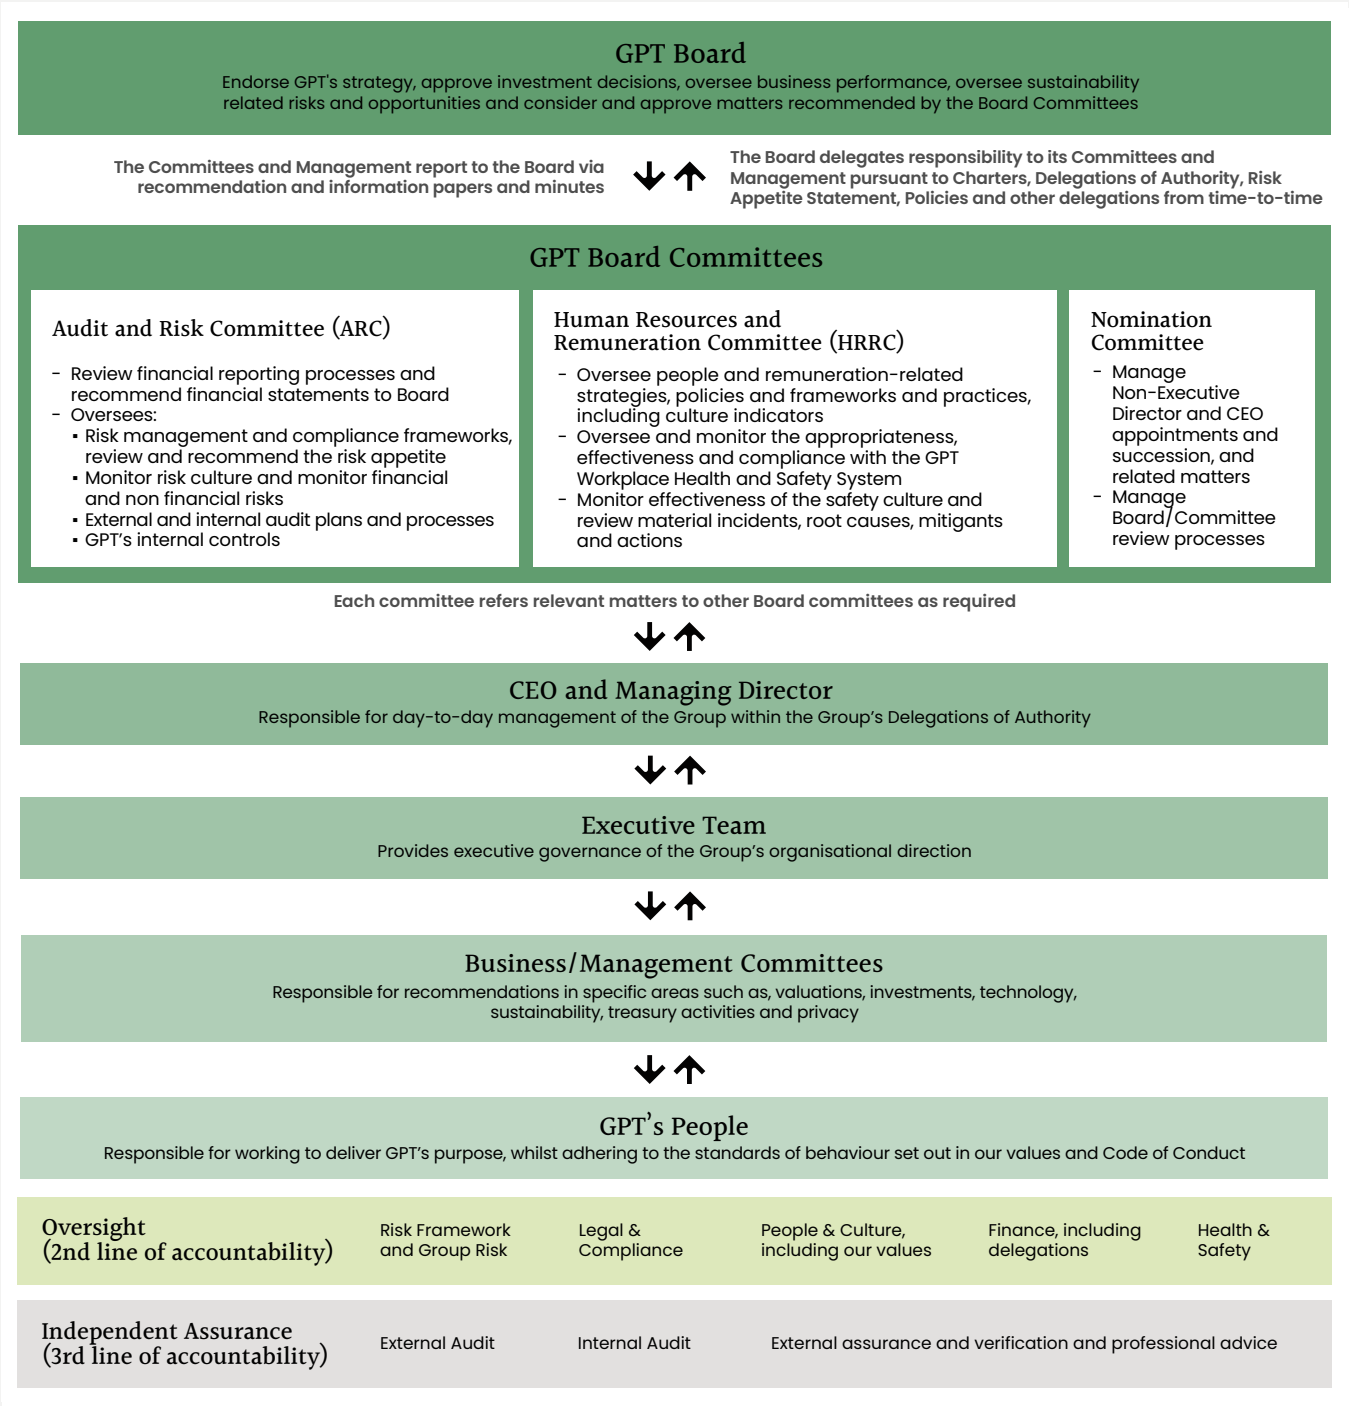 GPT Board
Endorse GPT's strategy, approve investment decisions, oversee business performance, oversee sustainability
related risks and opportunities and consider and approve matters recommended by the Board Committees
The Committees and Management report to the Board via
recommendation and information papers and minutes
The Board delegates responsibility to its Committees and
Management pursuant to Charters, Delegations of Authority, Risk
Appetite Statement, Policies and other delegations from time-to-time
GPT Board Committees
Audit and Risk Committee (ARC)
– Review financial reporting processes and
recommend financial statements to Board
– Oversees:
▪ Risk management and compliance frameworks,
review and recommend the risk appetite
▪ Monitor risk culture and monitor financial
and non financial risks
▪ External and internal audit plans and processes
▪ GPT’s internal controls
Human Resources and
Remuneration Committee (HRRC)
– Oversee people and remuneration-related
strategies, policies and frameworks and practices,
including culture indicators
– Oversee and monitor the appropriateness,
effectiveness and compliance with the GPT
Workplace Health and Safety System
– Monitor effectiveness of the safety culture and
review material incidents, root causes, mitigants
and actions
Nomination
Committee
– Manage
Non-Executive
Director and CEO
appointments and
succession, and
related matters
– Manage
Board/Committee
review processes
Each committee refers relevant matters to other Board committees as required
CEO and Managing Director
Responsible for day-to-day management of the Group within the Group’s Delegations of Authority
Executive Team
Provides executive governance of the Group’s organisational direction
Business/Management Committees
Responsible for recommendations in specific areas such as, valuations, investments, technology,
sustainability, treasury activities and privacy
GPT’s People
Responsible for working to deliver GPT’s purpose, whilst adhering to the standards of behaviour set out in our values and Code of Conduct
Oversight
(2nd line of accountability)
Risk Framework
and Group Risk
Legal &
Compliance
People & Culture,
including our values
Finance, including
delegations
Health &
Safety
Independent Assurance
(3rd line of accountability)
External Audit
Internal Audit
External assurance and verification and professional advice